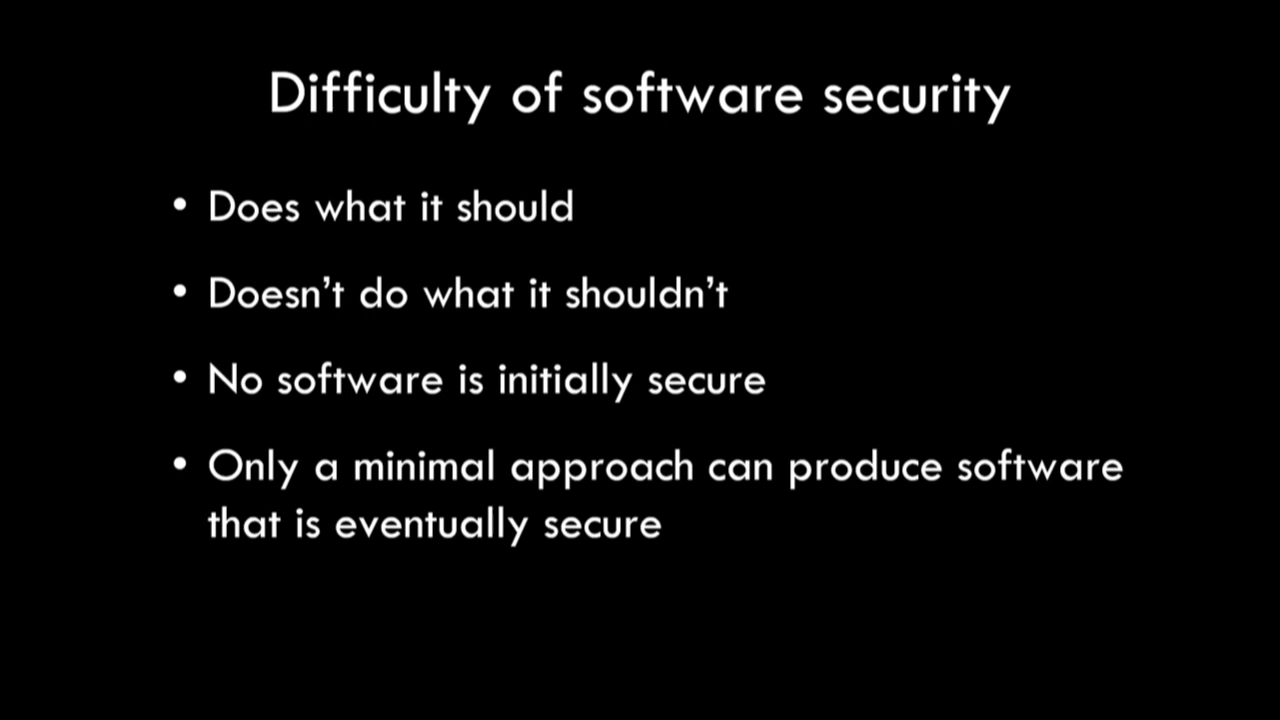 Difficulty of software security
• Does what it should
• Doesn’t do what it shouldn’t
• No software is initially secure
• Only a minimal approach can produce software
that is eventually secure